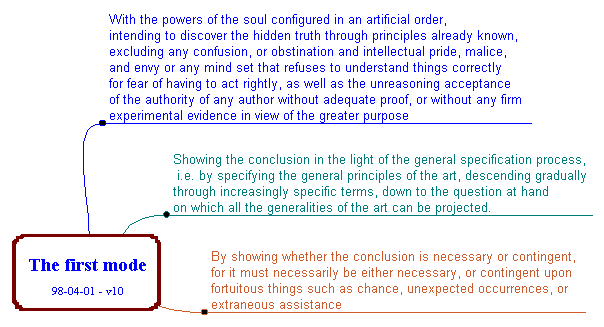 With the powers of the soul configured in an artificial order,
intending to discover the hidden truth through principles already known,
excluding any confusion, or obstination and intellectual pride, malice,
and envy or any mind set that refuses to understand things correctly
for fear of having to act rightly, as well as the unreasoning acceptance
of the authority of any author without adequate proof, or without any firm
experimental evidence in view of the greater purpose
Showing the conclusion in the light of the general specification process,
i.e. by specifying the general principles of the art, descending gradually
through increasingly specific terms, down to the question at hand
on which all the generalities of the art can be projected.
The first mode
98-04-01 - v10
By showing whether the conclusion is necessary or contingent,
for it must necessarily be either necessary, or contingent upon
fortuitous things such as chance, unexpected occurrences, or
extraneous assistance